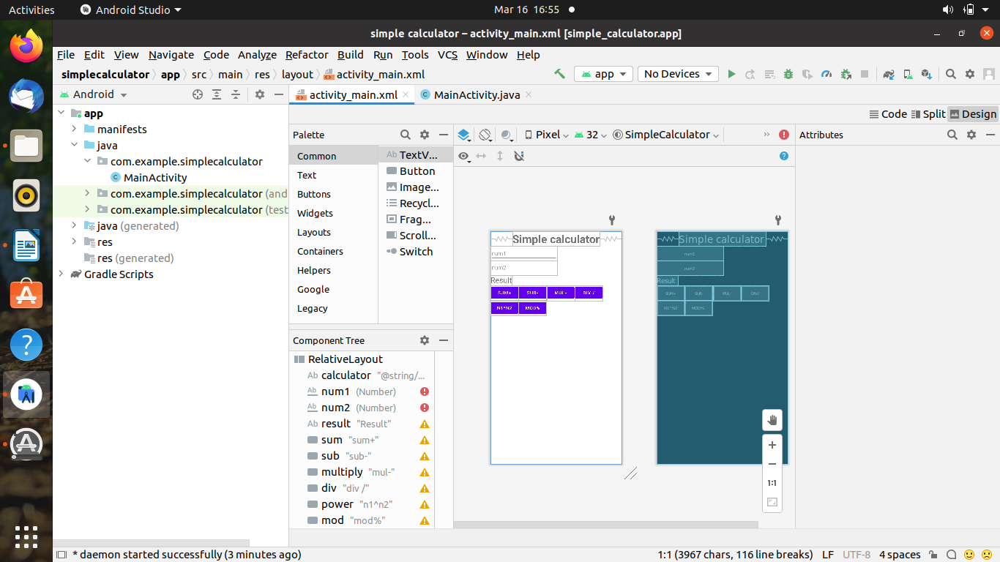 Activities Android Studio Mar 16 16:55
simple calculator – activity_main.xml [simple_calculator.app]
File Edit View Navigate Code Analyze Refactor Build Run Tools VCS Window Help
simplecalculator app src main res layout activity_main.xml app No Devices
Android activity_main.xml MainActivity.java
Code Split Design
app
manifests
java
com.example.simplecalculator
MainActivity
com.example.simplecalculator (and
com.example.simplecalculator (test
java (generated)
res
res (generated)
Gradle Scripts
Palette
Common
Text
Buttons
Widgets
Layouts
Containers
Helpers
Google
Legacy
Ab TextV...
Button
Image...
Recycl...
Frag...
Scroll...
Switch
Pixel 32 SimpleCalculator
Attributes
Simple calculator
num1
num2
Result
SUM+ SUB- MUL- DIV /
N1^N2 MOD%
Simple calculator
num1
num2
Result
SUM+ SUB- MUL- DIV /
N1^N2 MOD%
1:1
Component Tree
RelativeLayout
Ab calculator "@string/...
Ab num1 (Number)
Ab num2 (Number)
Ab result "Result"
sum "sum+"
sub "sub-"
multiply "mul-"
div "div /"
power "n1^n2"
mod "mod%"
* daemon started successfully (3 minutes ago) 1:1 (3967 chars, 116 line breaks) LF UTF-8 4 spaces